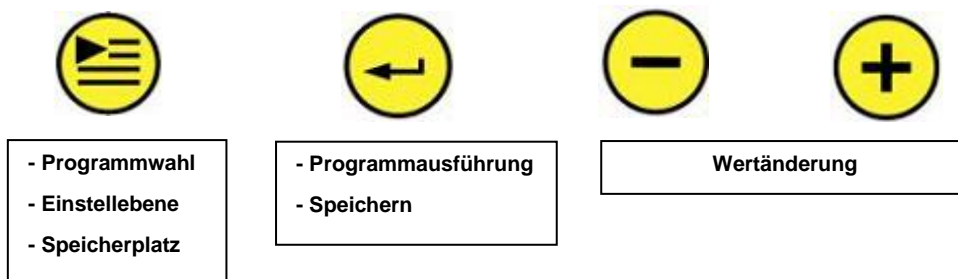 - Programmwahl
- Einstellebene
- Speicherplatz
- Programmausführung
- Speichern
Wertänderung